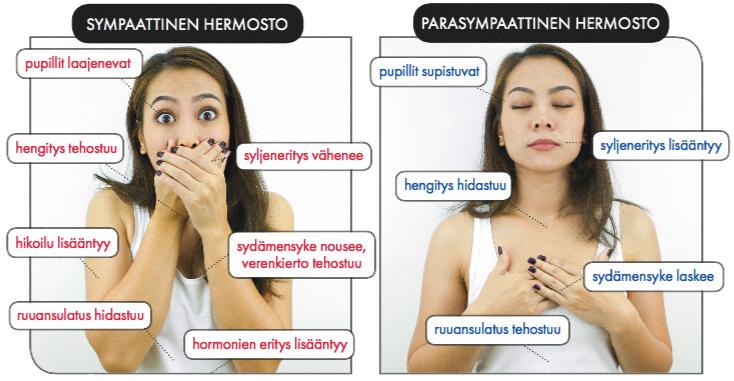 SYMPAATTINEN HERMOSTO
pupillit laajenevat
hengitys tehostuu
syljeneritys vähenee
hikoilu lisääntyy
sydämensyke nousee,
verenkierto tehostuu
ruuansulatus hidastuu
hormonien eritys lisääntyy
PARASYMPAATTINEN HERMOSTO
pupillit supistuvat
syljeneritys lisääntyy
hengitys hidastuu
sydämensyke laskee
ruuansulatus tehostuu